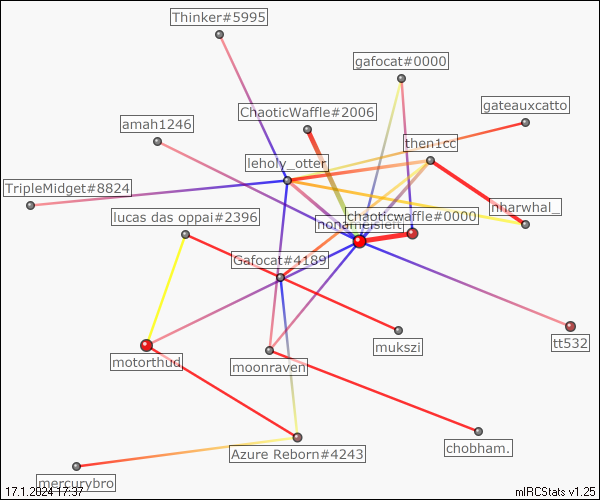 Thinker#5995
gafocat#0000
gateauxcatto
ChaoticWaffle#2006
amah1246
then1cc
leholy_otter
TripleMidget#8824
nharwhal_
chaoticwaffle#0000
lucas das oppai#2396
Gafocat#4189
tt532
mukszi
motorthud
moonraven
chobham.
Azure Reborn#4243
mercurybro
17.1.2024 17:37
mIRCStats v1.25